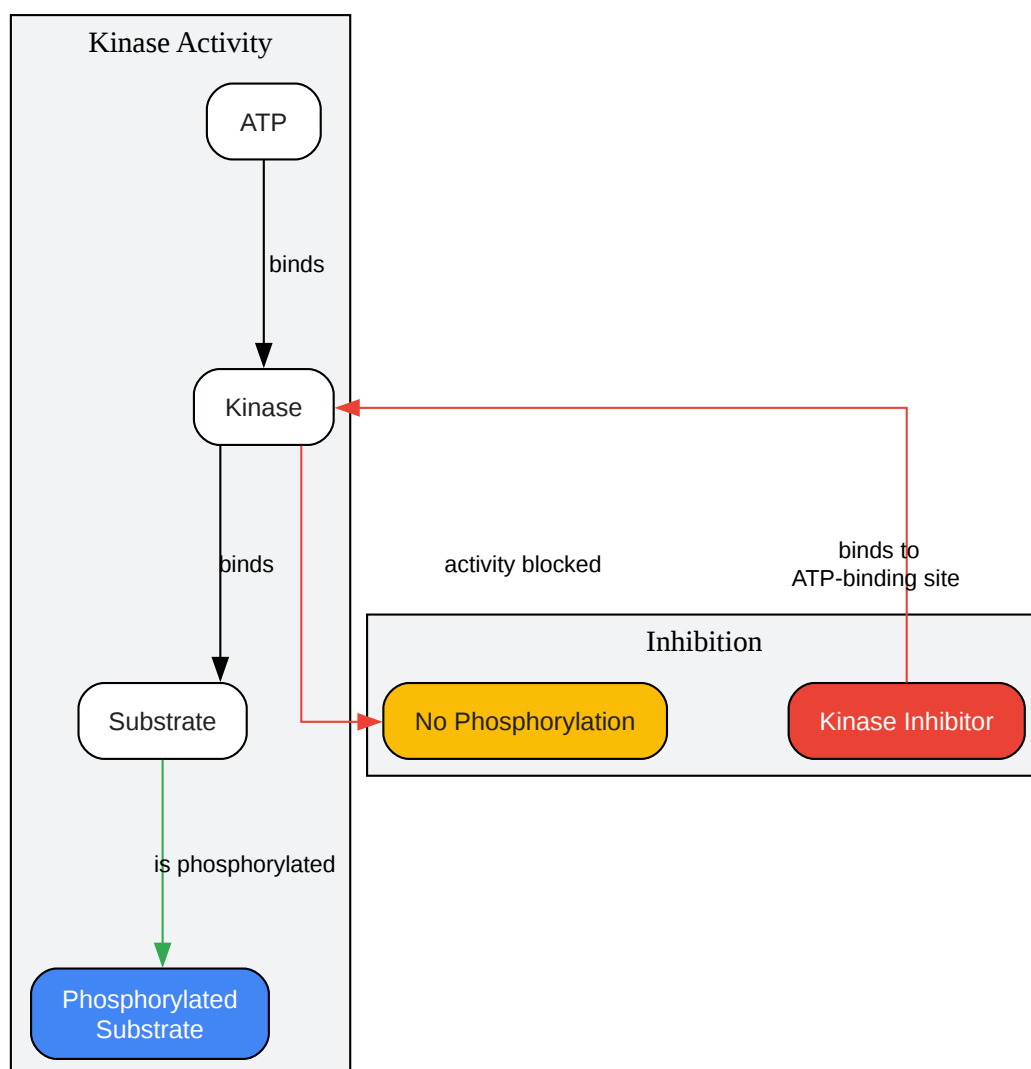 Kinase Activity
ATP
binds
Kinase
binds
activity blocked
binds to
ATP-binding site
Inhibition
Substrate
No Phosphorylation
Kinase Inhibitor
is phosphorylated
Phosphorylated
Substrate